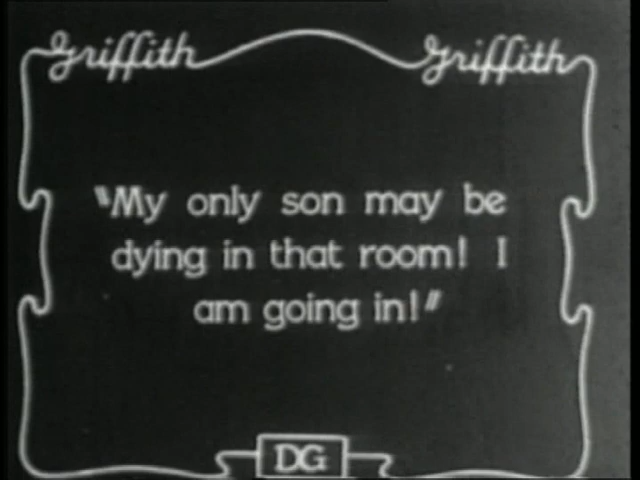 Griffith Griffith
"My only son may be
dying in that room! I
am going in!"
DG